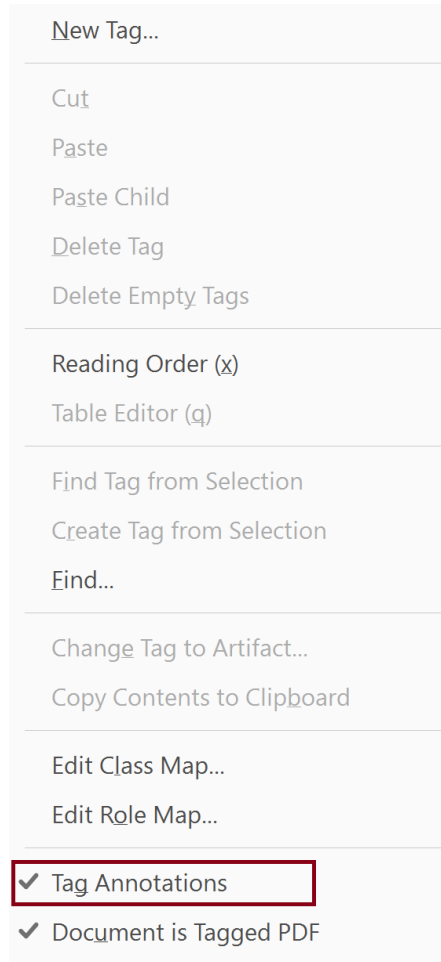 New Tag...
Cut
Paste
Paste Child
Delete Tag
Delete Empty Tags
Reading Order (x)
Table Editor (q)
Find Tag from Selection
Create Tag from Selection
Find...
Change Tag to Artifact...
Copy Contents to Clipboard
Edit Class Map...
Edit Role Map...
Tag Annotations
Document is Tagged PDF